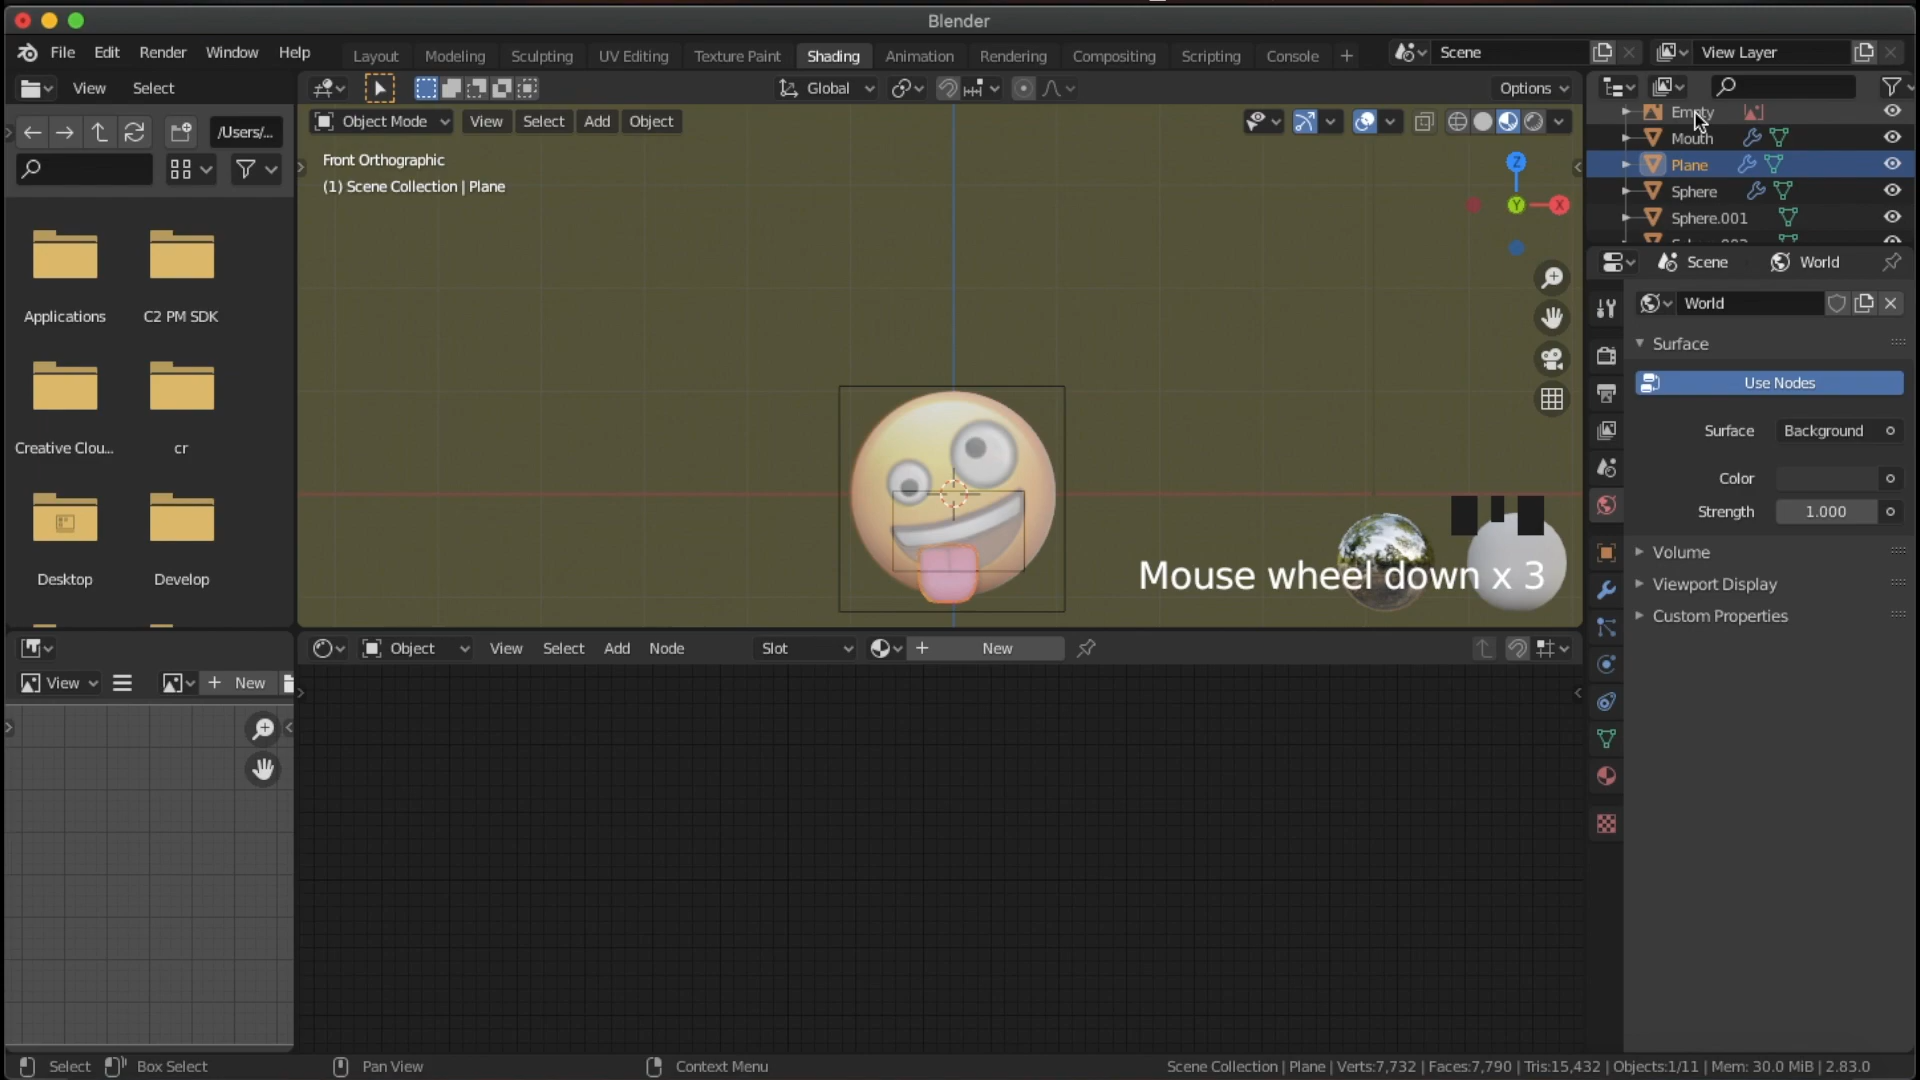 Blender
File Edit Render Window Help
Layout Modeling Sculpting UV Editing Texture Paint Shading Animation Rendering Compositing Scripting Console +
Scene
View Layer
View Select
Global
Options
/Users/...
Object Mode View Select Add Object
Front Orthographic
(1) Scene Collection | Plane
Z
Y
X
Empty
Mouth
Plane
Sphere
Sphere.001
Scene World
World
Surface
Use Nodes
Surface Background
Color
Strength 1.000
Volume
Viewport Display
Custom Properties
Applications C2 PM SDK
Creative Clou... cr
Desktop Develop
Mouse wheel down x 3
Object View Select Add Node Slot + New
View + New
Select Box Select Pan View Context Menu
Scene Collection | Plane | Verts:7,732 | Faces:7,790 | Tris:15,432 | Objects:1/11 | Mem: 30.0 MiB | 2.83.0